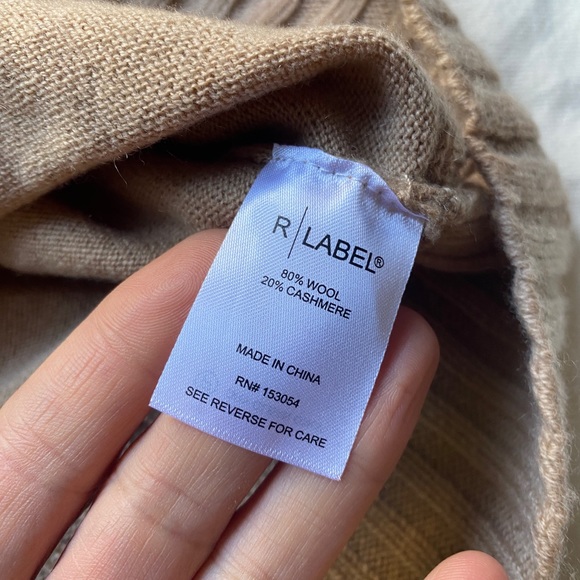 R|LABEL®
80% WOOL
20% CASHMERE
MADE IN CHINA
RN# 153054
SEE REVERSE FOR CARE